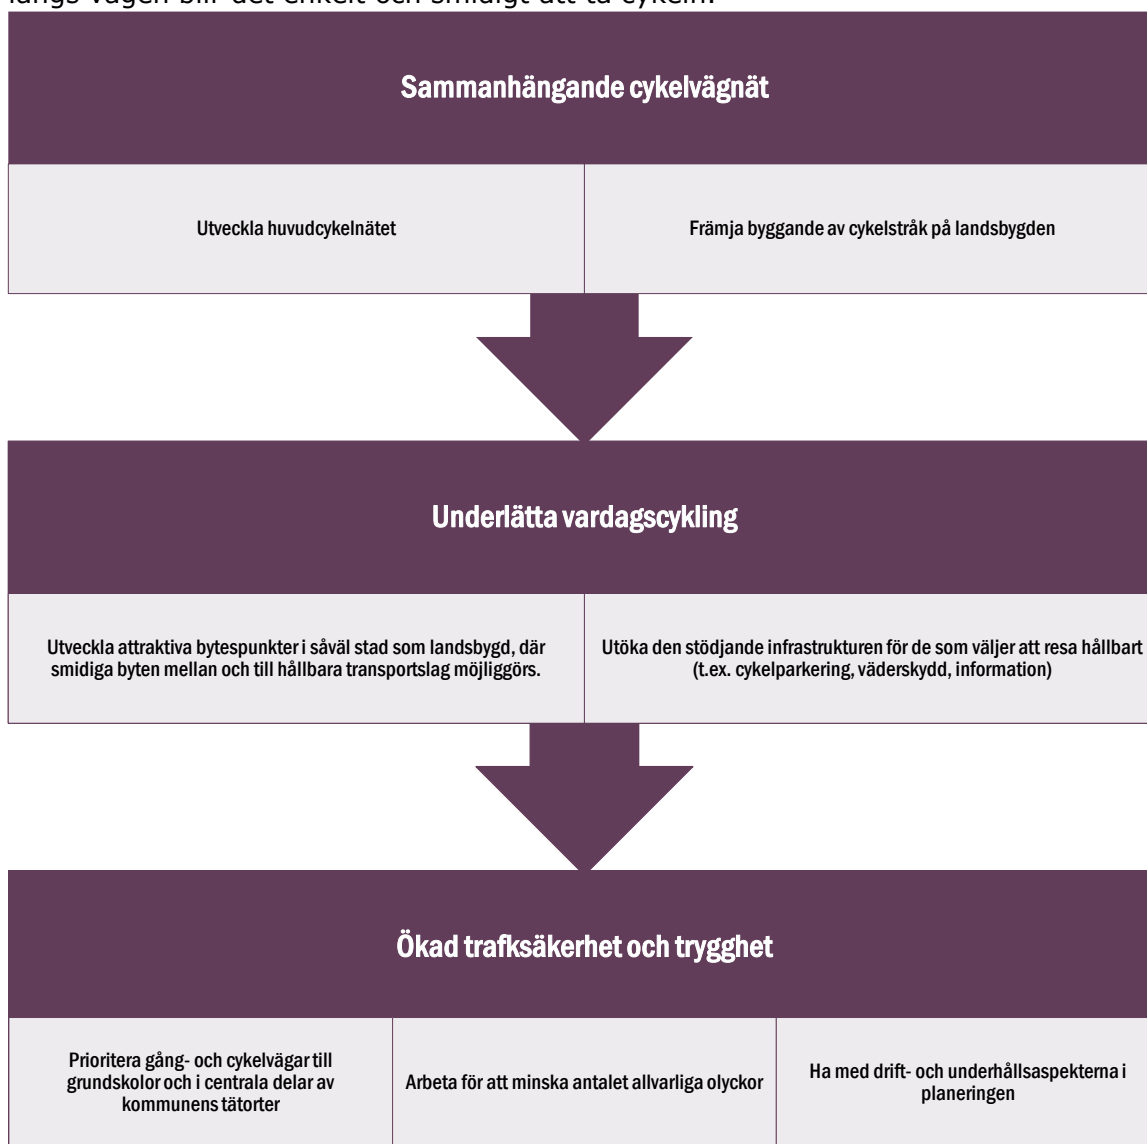 längs vägen blir det enkelt och smidigt att ta cykeln.
Sammanhängande cykelvägnät
Utveckla huvudcykelnätet
Främja byggande av cykelstråk på landsbygden
Underlätta vardagscykling
Utveckla attraktiva bytespunkter i såväl stad som landsbygd, där
smidiga byten mellan och till hållbara transportslag möjliggörs.
Utöka den stödjande infrastrukturen för de som väljer att resa hållbart
(t.ex. cykelparkering, väderskydd, information)
Ökad trafksäkerhet och trygghet
Prioritera gång- och cykelvägar till
grundskolor och i centrala delar av
kommunens tätorter
Arbeta för att minska antalet allvarliga olyckor
Ha med drift- och underhållsaspekterna i
planeringen